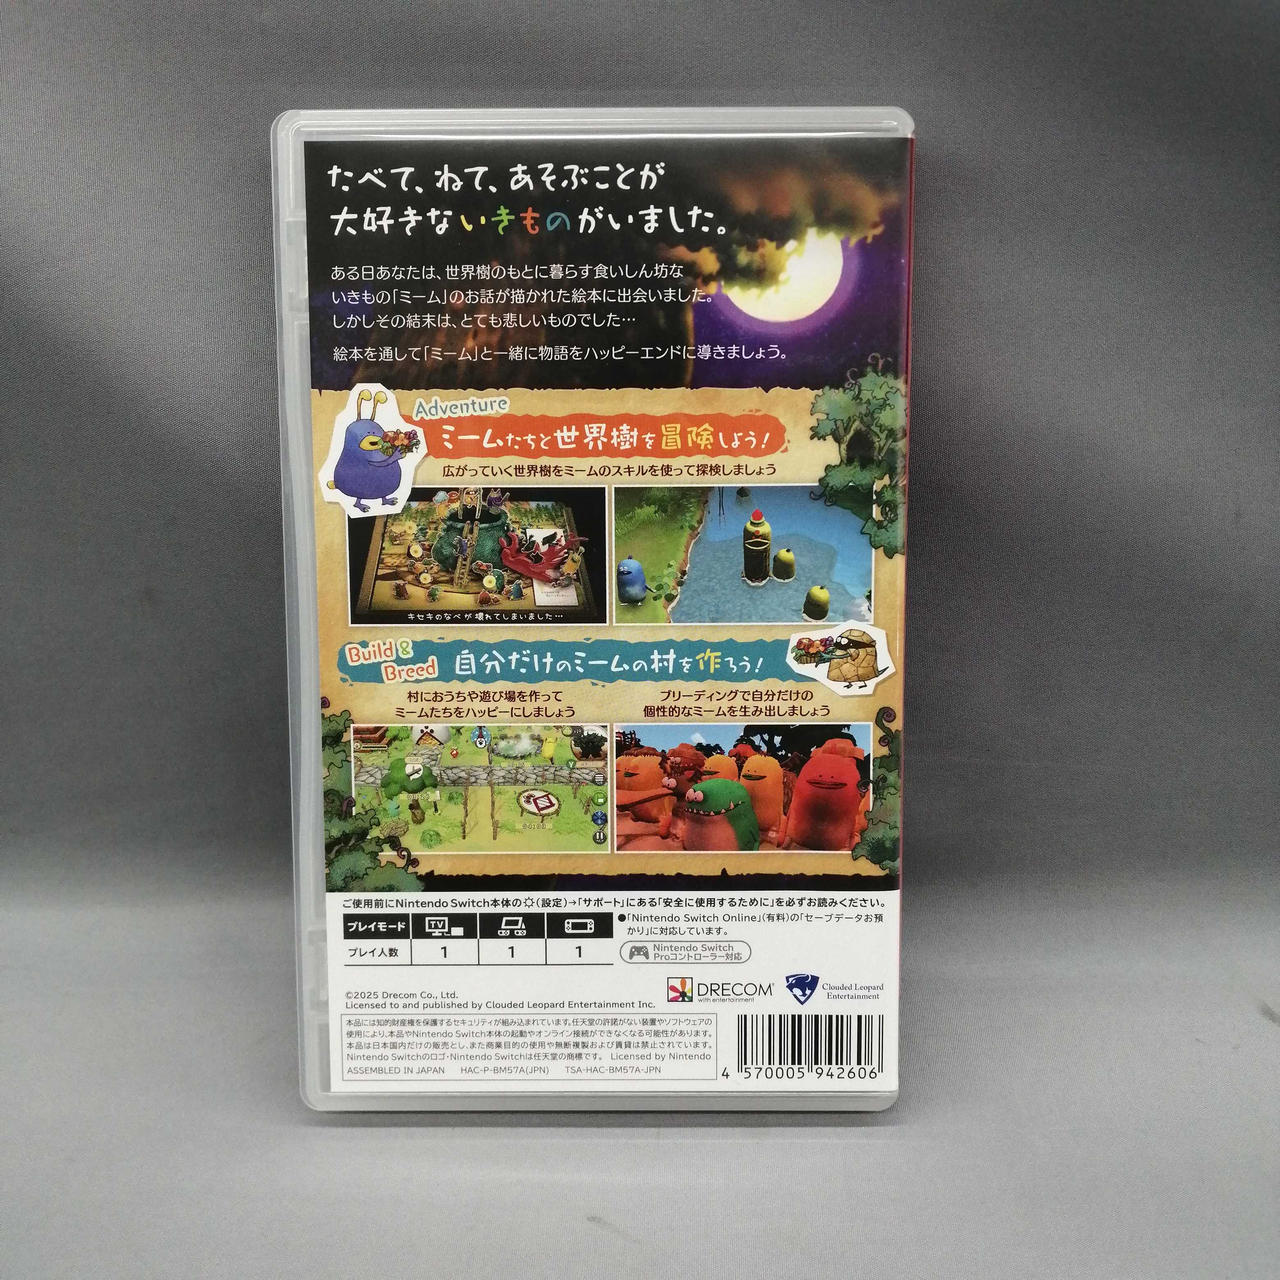 たべて、ねて、あそぶことが
大好きないきものがいました。
ある日あなたは、世界樹のもとに暮らす食いしん坊な
いきもの「ミーム」のお話が描かれた絵本に出会いました。
しかしその結末は、とても悲しいものでした…
絵本を通して「ミーム」と一緒に物語をハッピーエンドに導きましょう。
Adventure
ミームたちと世界樹を冒険しよう!
広がっていく世界樹をミームのスキルを使って探検しましょう
キセキのなべが壊れてしまいました…
Build &
Breed
自分だけのミームの村を作ろう!
村におうちや遊び場を作って
ミームたちをハッピーにしましょう
ブリーディングで自分だけの
個性的なミームを生み出しましょう
ご使用前にNintendo Switch本体の(設定)→「サポート」にある「安全に使用するために」を必ずお読みください。
プレイモード TV
プレイ人数 1 1 1
●「Nintendo Switch Online」(有料)の「セーブデータお預
かり」に対応しています。
Nintendo Switch
Proコントローラー対応
©2025 Drecom Co., Ltd.
Licensed to and published by Clouded Leopard Entertainment Inc.
DRECOM®
with entertainment
Clouded Leopard
Entertainment
本品には知的財産権を保護するセキュリティが組み込まれています。任天堂の許諾がない装置やソフトウェアの
使用により、本品やNintendo Switch本体の起動やオンライン接続ができなくなる可能性があります。
本品は日本国内だけの販売とし、また商業目的の使用や無断複製および賃貸は禁止されています。
Nintendo Switchのロゴ・Nintendo Switchは任天堂の商標です。 Licensed by Nintendo
ASSEMBLED IN JAPAN HAC-P-BM57A(JPN) TSA-HAC-BM57A-JPN
4 570005 942606